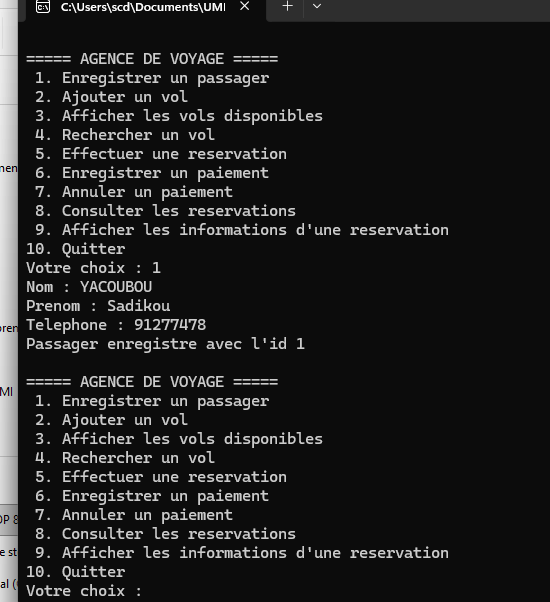 C:\Users\scd\Documents\UMI
===== AGENCE DE VOYAGE =====
1. Enregistrer un passager
2. Ajouter un vol
3. Afficher les vols disponibles
4. Rechercher un vol
5. Effectuer une reservation
6. Enregistrer un paiement
7. Annuler un paiement
8. Consulter les reservations
9. Afficher les informations d'une reservation
10. Quitter
Votre choix : 1
Nom : YACOUBOU
Prenom : Sadikou
Telephone : 91277478
Passager enregistre avec l'id 1
===== AGENCE DE VOYAGE =====
1. Enregistrer un passager
2. Ajouter un vol
3. Afficher les vols disponibles
4. Rechercher un vol
5. Effectuer une reservation
6. Enregistrer un paiement
7. Annuler un paiement
8. Consulter les reservations
9. Afficher les informations d'une reservation
10. Quitter
Votre choix :